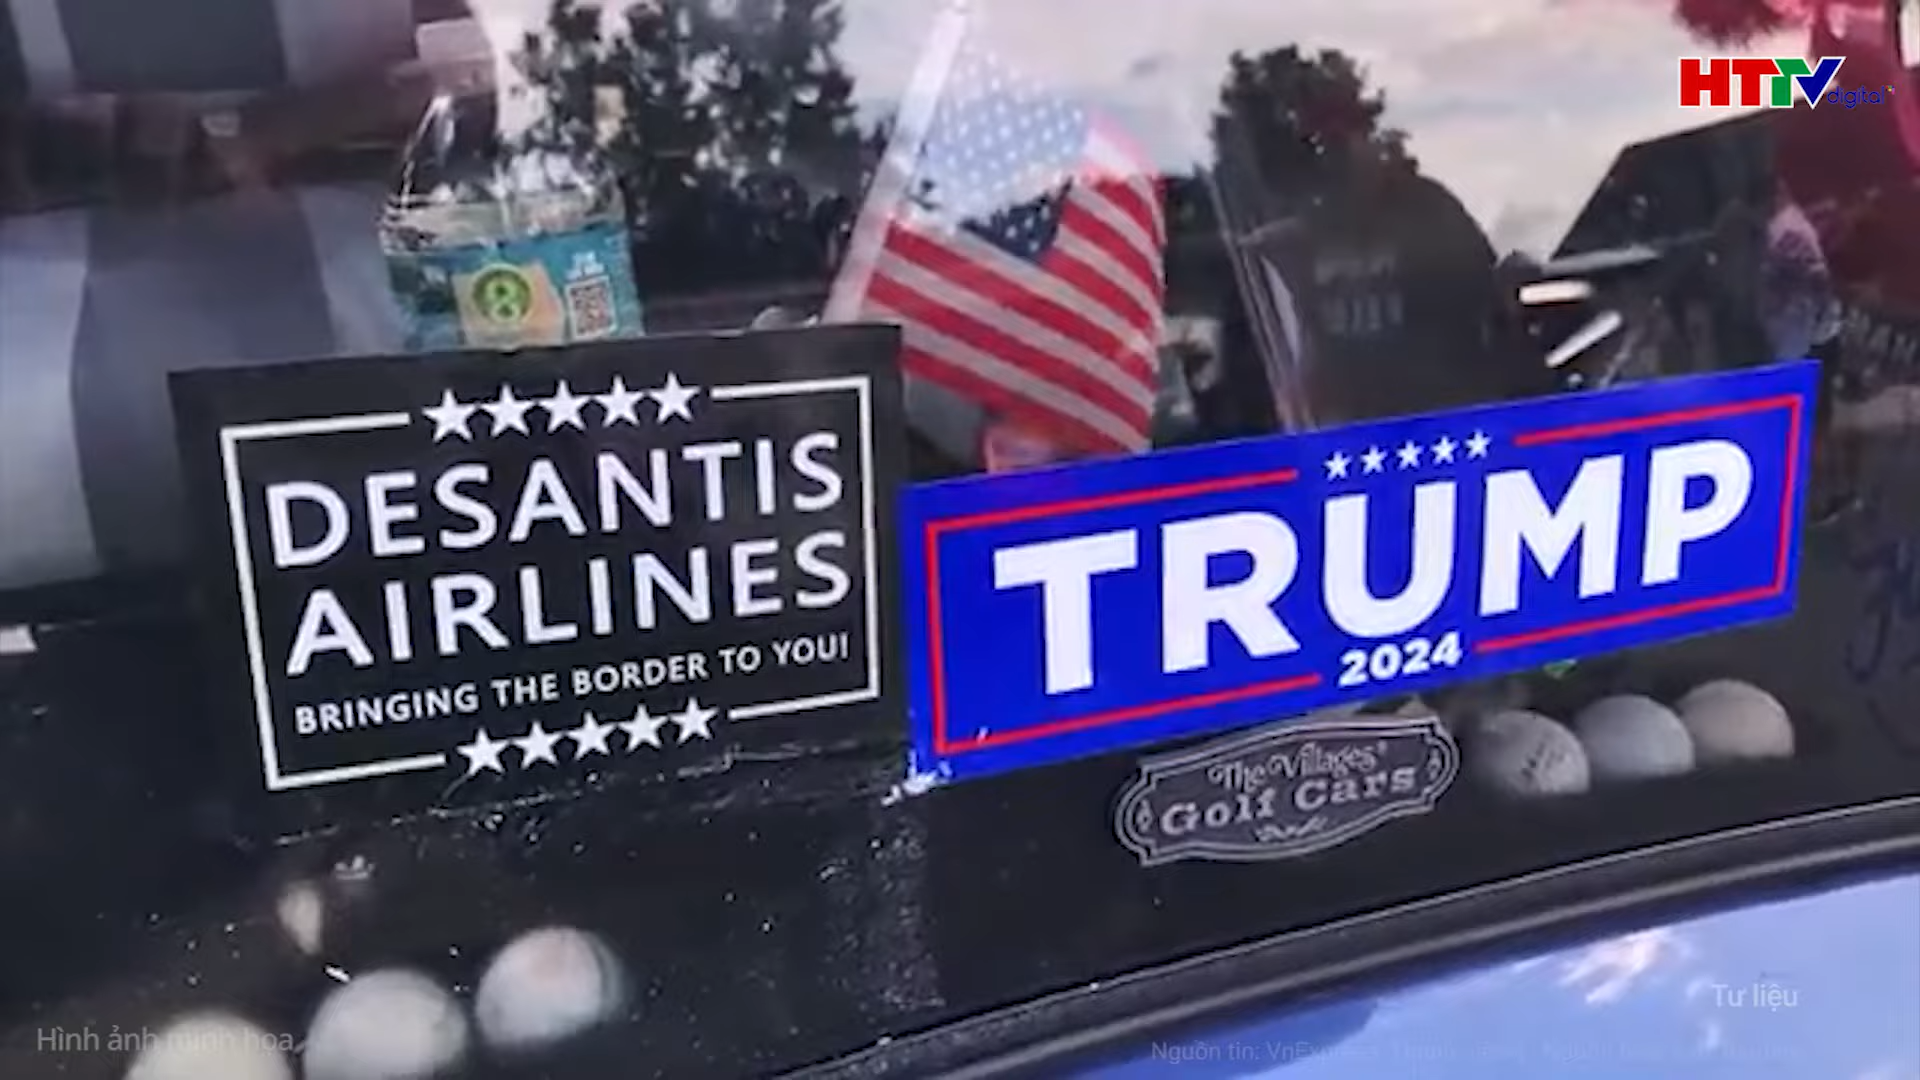 HTTV
digital
DESANTIS
AIRLINES
BRINGING THE BORDER TO YOU!
TRUMP
2024
The Villages®
Golf Cars
Tư liệu
Hình ảnh minh họa
Nguồn tin: VnExpress